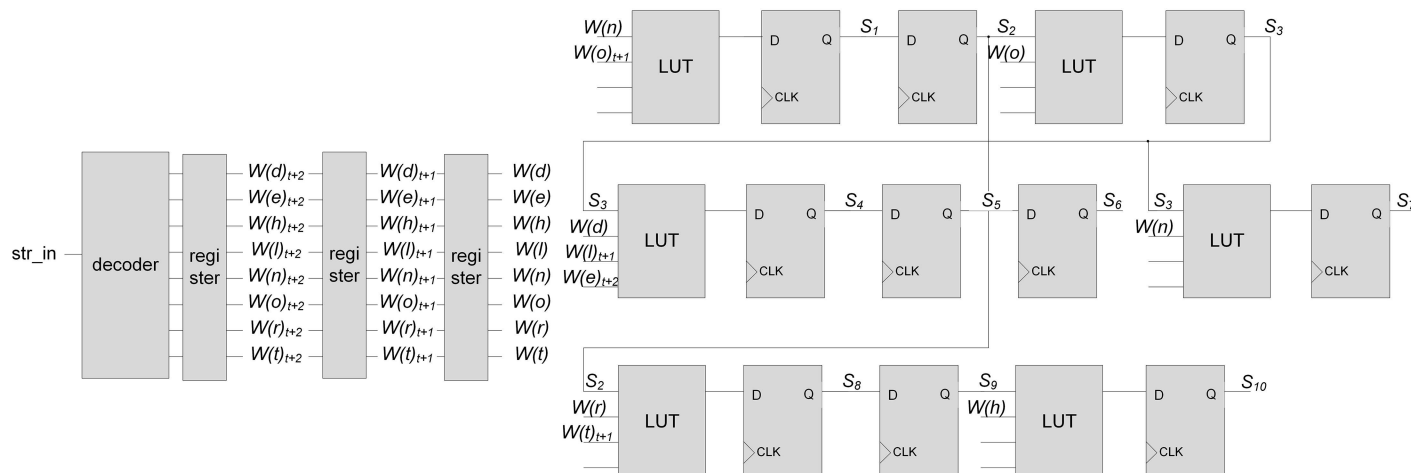 str_in
decoder
regi
ster
W(d)t+2
W(e)t+2
W(h)t+2
W(l)t+2
W(n)t+2
W(o)t+2
W(r)t+2
W(t)t+2
regi
ster
W(d)t+1
W(e)t+1
W(h)t+1
W(l)t+1
W(n)t+1
W(o)t+1
W(r)t+1
W(t)t+1
regi
ster
W(d)
W(e)
W(h)
W(l)
W(n)
W(o)
W(r)
W(t)
W(n)
W(o)t+1
LUT
D Q
CLK
S1
D Q
CLK
S2
W(o)
LUT
D Q
CLK
S3
S3
W(d)
W(l)t+1
W(e)t+2
LUT
D Q
CLK
S4
D Q
CLK
S5
D Q
CLK
S6
S3
W(n)
LUT
D Q
CLK
S2
W(r)
W(t)t+1
LUT
D Q
CLK
S8
D Q
CLK
S9
W(h)
LUT
D Q
CLK
S10